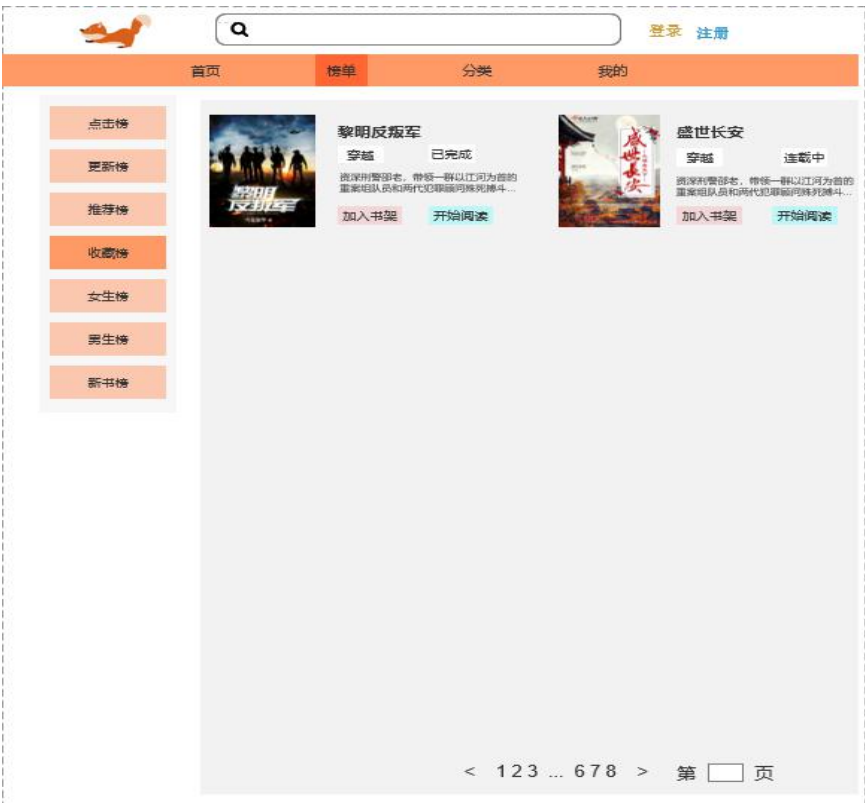 登录 注册
首页 榜单 分类 我的
点击榜
更新榜
推荐榜
收藏榜
女生榜
男生榜
新书榜
黎明
反叛军
黎明反叛军
穿越 已完成
资深刑警邵老，带领一群以江河为首的
重案组队员和两代犯罪顾问殊死搏斗...
加入书架 开始阅读
盛世长安
盛世长安
穿越 连载中
资深刑警邵老，带领一群以江河为首的
重案组队员和两代犯罪顾问殊死搏斗...
加入书架 开始阅读
< 1 2 3 ... 6 7 8 > 第 页